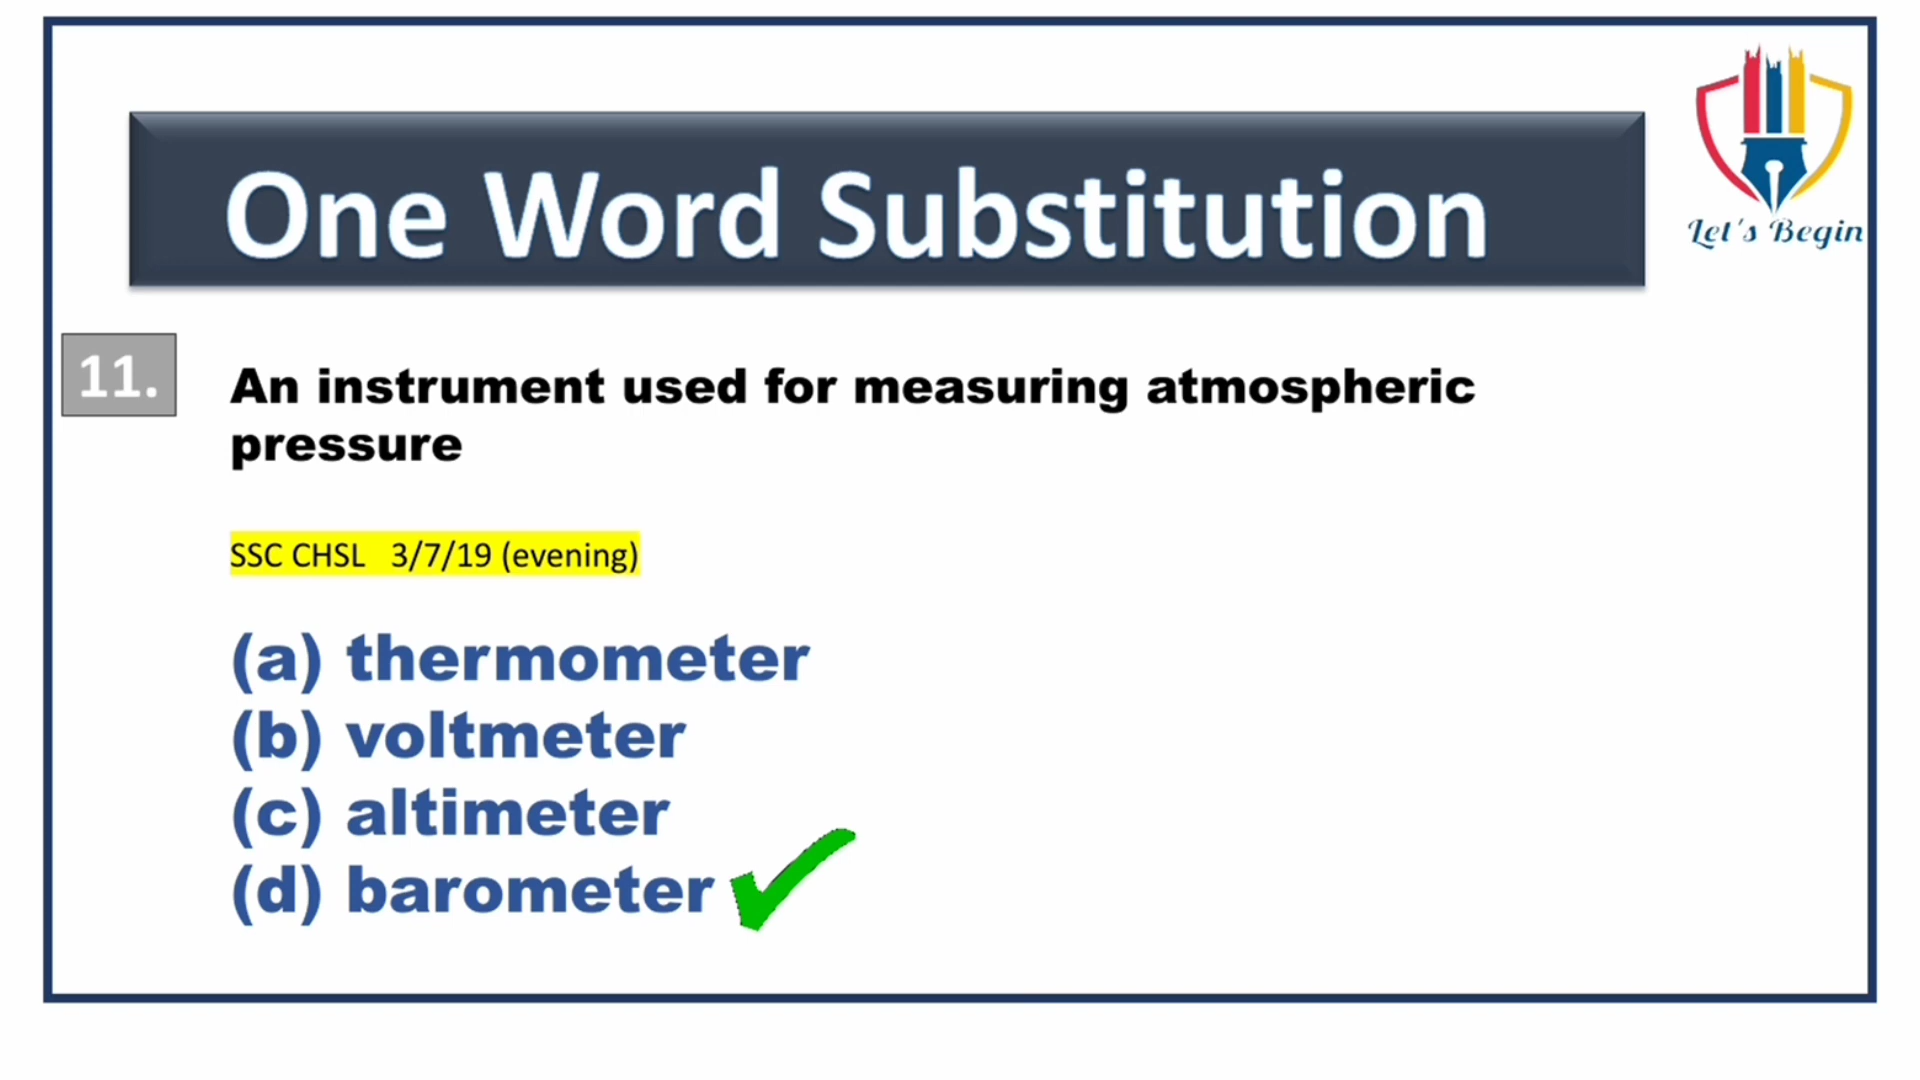 One Word Substitution
Let's Begin
11.
An instrument used for measuring atmospheric
pressure
SSC CHSL 3/7/19 (evening)
(a) thermometer
(b) voltmeter
(c) altimeter
(d) barometer